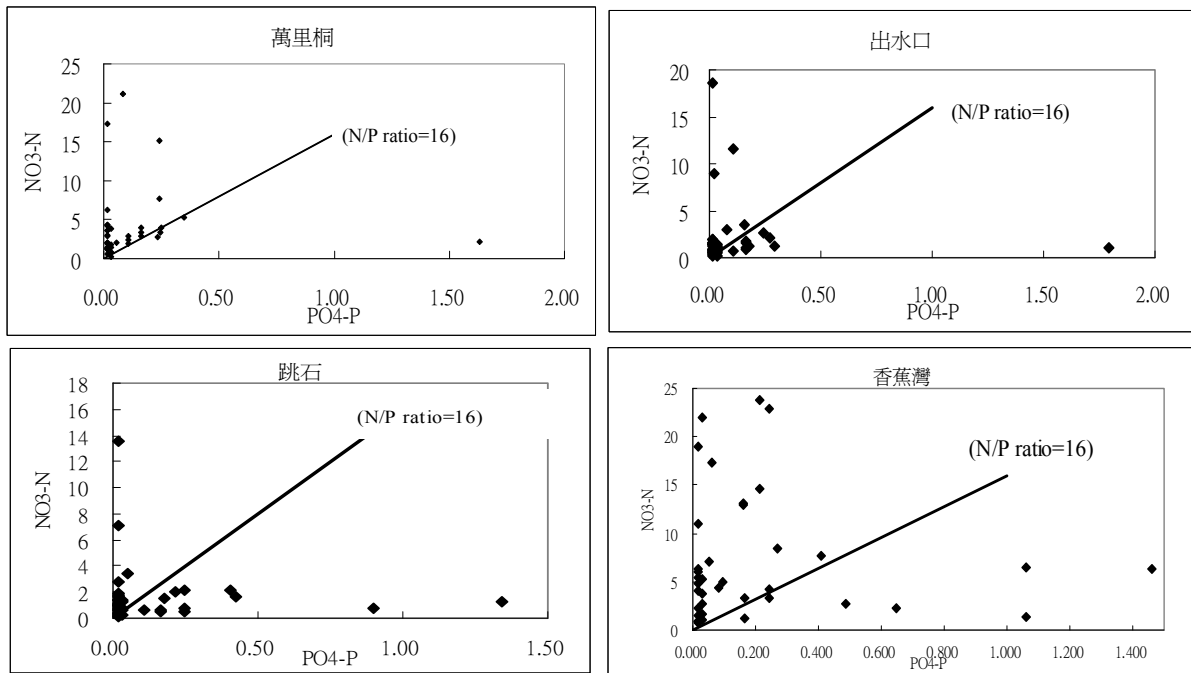 萬里桐
25
20
15
10
5
0
NO3-N
(N/P ratio=16)
0.00 0.50 1.00 1.50 2.00
PO4-P
出水口
20
15
10
5
0
NO3-N
(N/P ratio=16)
0.00 0.50 1.00 1.50 2.00
PO4-P
跳石
18
16
14
12
10
8
6
4
2
0
NO3-N
(N/P ratio=16)
0.00 0.50 1.00 1.50
PO4-P
香蕉灣
25
20
15
10
5
0
NO3-N
(N/P ratio=16)
0.000 0.200 0.400 0.600 0.800 1.000 1.200 1.400
PO4-P